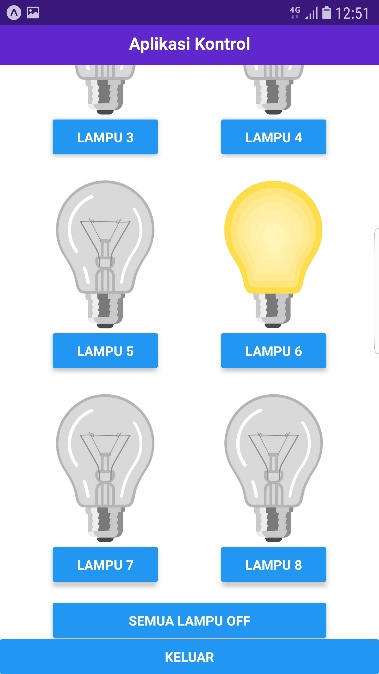 4G 12:51
Aplikasi Kontrol
LAMPU 3 LAMPU 4
LAMPU 5 LAMPU 6
LAMPU 7 LAMPU 8
SEMUA LAMPU OFF
KELUAR